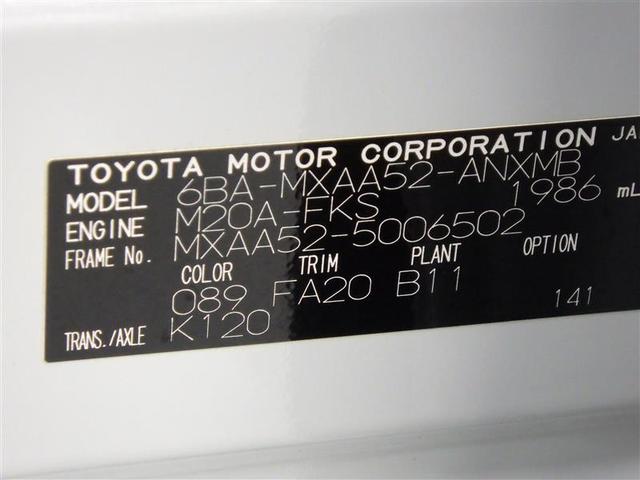 TOYOTA MOTOR CORPORATION JA
MODEL 6BA-MXAA52-ANXMB
ENGINE M20A-FKS 1986 mL
FRAME No. MXAA52-5006502
COLOR TRIM PLANT OPTION
089 FA20 B11 141
TRANS./AXLE K120